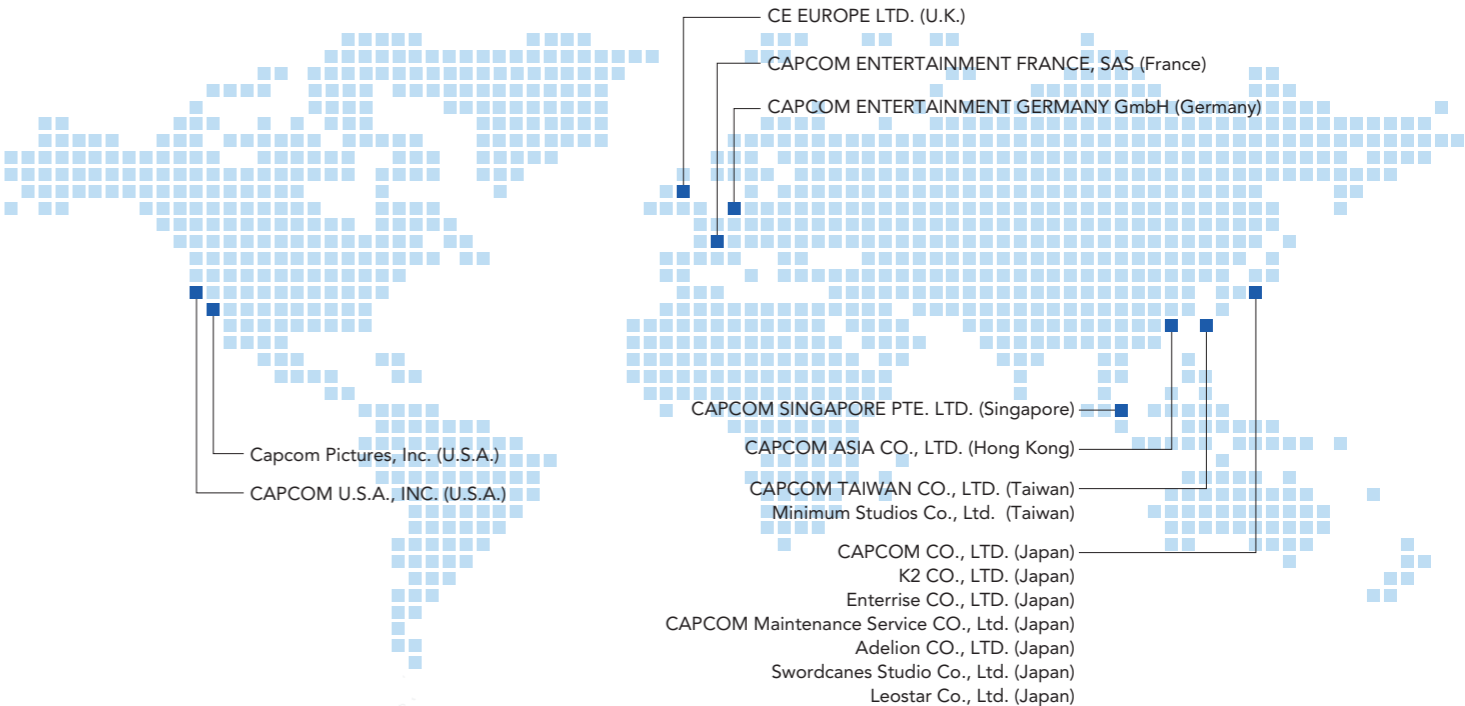 CE EUROPE LTD. (U.K.)
CAPCOM ENTERTAINMENT FRANCE, SAS (France)
CAPCOM ENTERTAINMENT GERMANY GmbH (Germany)
CAPCOM SINGAPORE PTE. LTD. (Singapore)
CAPCOM ASIA CO., LTD. (Hong Kong)
Capcom Pictures, Inc. (U.S.A.)
CAPCOM U.S.A., INC. (U.S.A.)
CAPCOM TAIWAN CO., LTD. (Taiwan)
Minimum Studios Co., Ltd. (Taiwan)
CAPCOM CO., LTD. (Japan)
K2 CO., LTD. (Japan)
Enterrise CO., LTD. (Japan)
CAPCOM Maintenance Service CO., Ltd. (Japan)
Adelion CO., LTD. (Japan)
Swordcanes Studio Co., Ltd. (Japan)
Leostar Co., Ltd. (Japan)